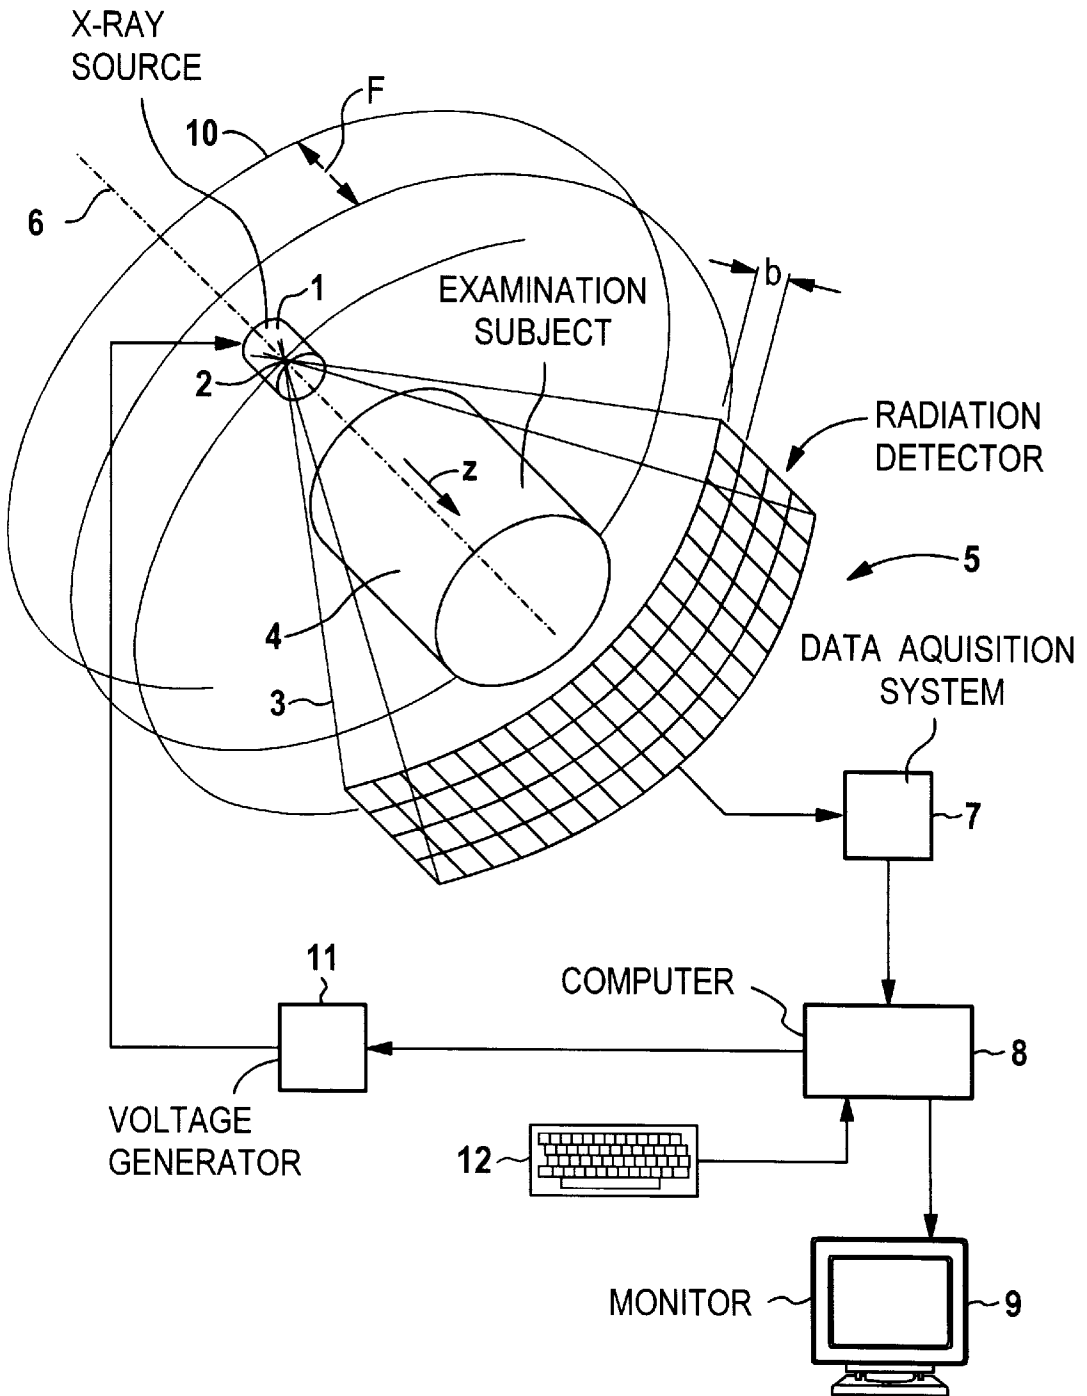 X-RAY
SOURCE
F
10
6
b
1
EXAMINATION
SUBJECT
2
RADIATION
DETECTOR
z
5
4
DATA AQUISITION
SYSTEM
3
7
11
COMPUTER
8
VOLTAGE
GENERATOR
12
MONITOR
9